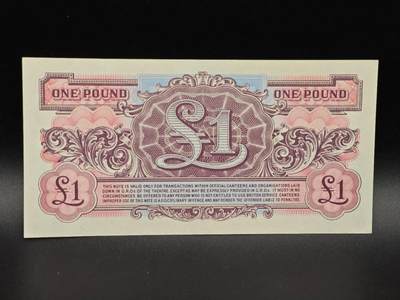 ONE POUND ONE POUND
£1
£1 £1
THIS NOTE IS VALID ONLY FOR TRANSACTIONS WITHIN OFFICIAL CANTEENS AND ORGANISATIONS LAID
DOWN IN G.R.O.s OF THE THEATRE, EXCEPT AS MAY BE EXPRESSLY PROVIDED IN G.R.O.s. IT MUST IN NO
CIRCUMSTANCES BE OFFERED TO ANY PERSON WHO IS NOT ENTITLED TO USE BRITISH SERVICE CANTEENS.
IMPROPER USE OF THIS NOTE IS A DISCIPLINARY OFFENCE AND MAY RENDER THE OFFENDER LIABLE TO PENALTIES.